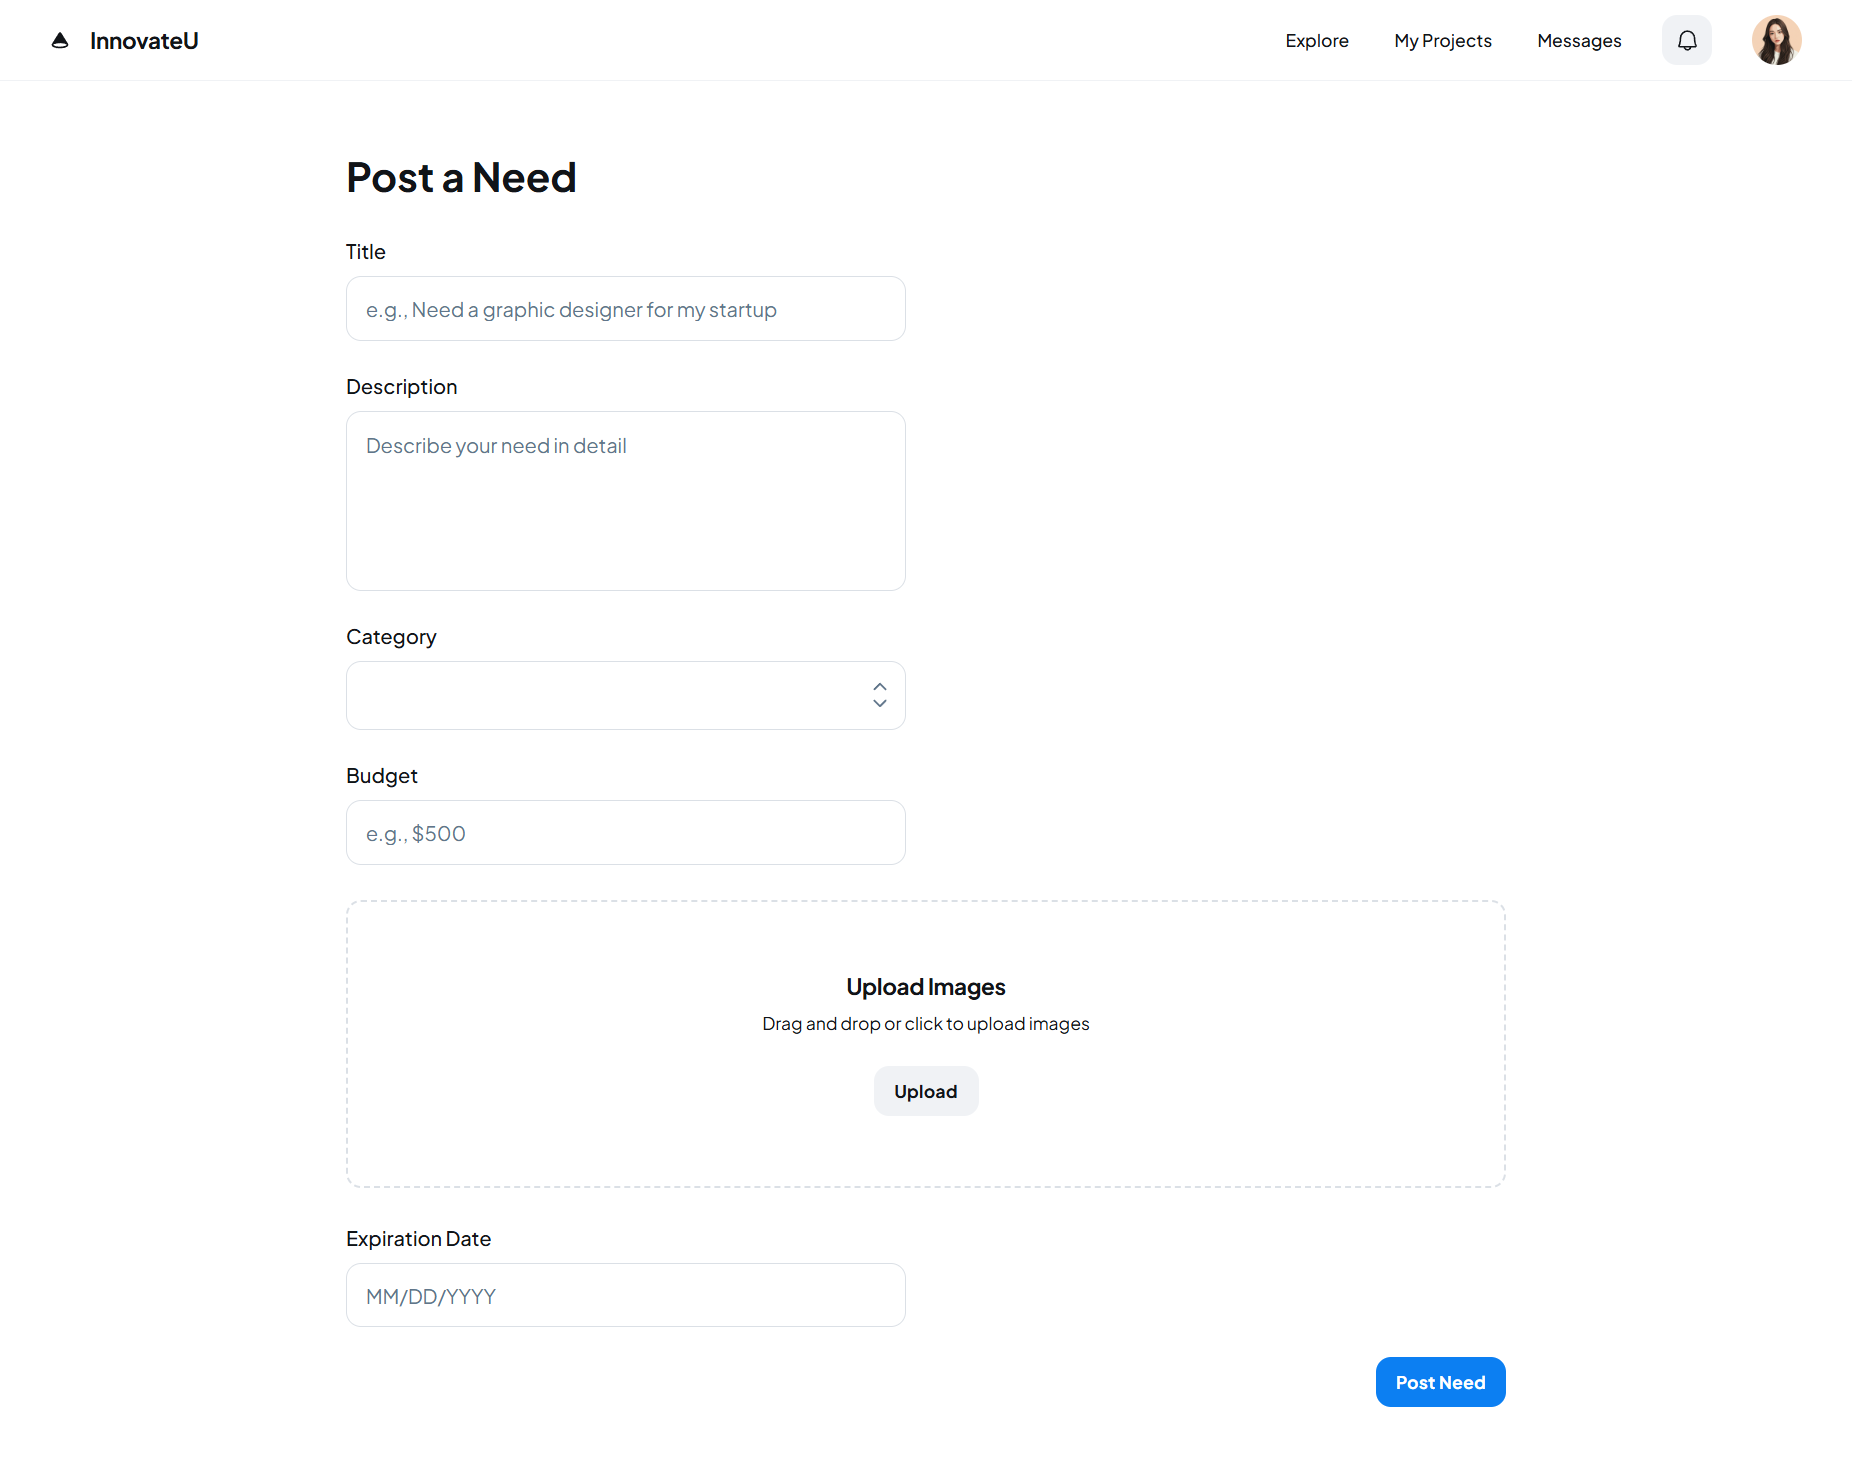 InnovateU
Explore
My Projects
Messages
Post a Need
Title
e.g., Need a graphic designer for my startup
Description
Describe your need in detail
Category
Budget
e.g., $500
Upload Images
Drag and drop or click to upload images
Upload
Expiration Date
MM/DD/YYYY
Post Need